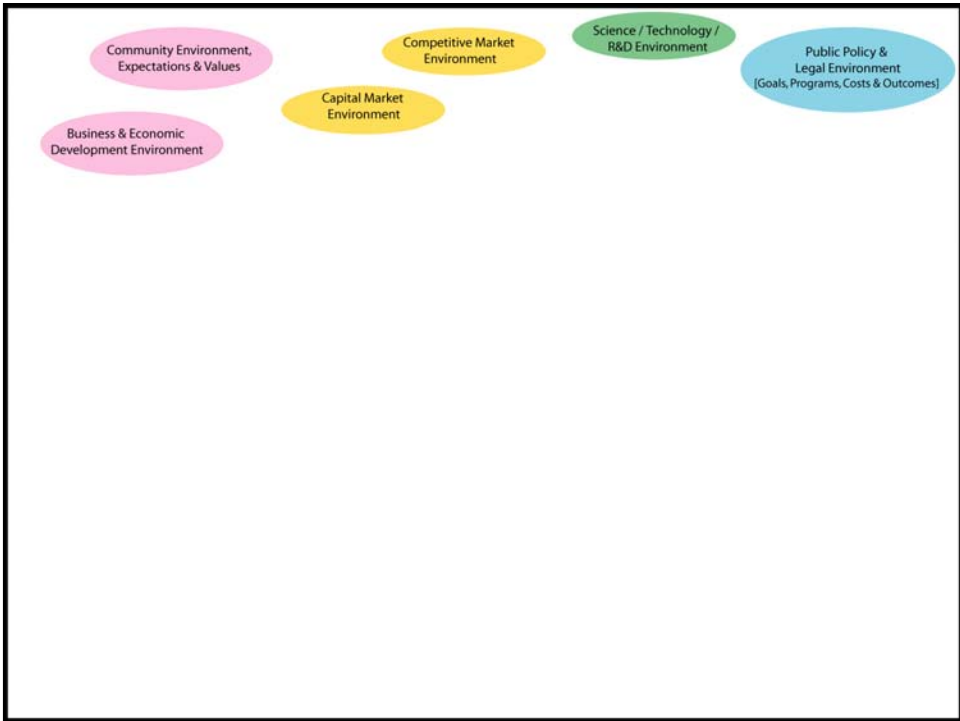 Community Environment,
Expectations & Values
Competitive Market
Environment
Science / Technology /
R&D Environment
Public Policy &
Legal Environment
[Goals, Programs, Costs & Outcomes]
Capital Market
Environment
Business & Economic
Development Environment